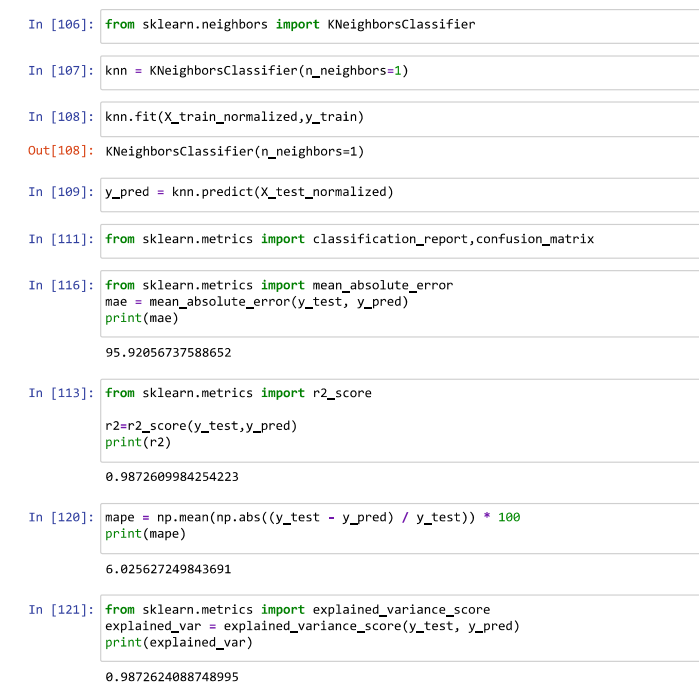 In [106]: from sklearn.neighbors import KNeighborsClassifier
In [107]: knn = KNeighborsClassifier(n_neighbors=1)
In [108]: knn.fit(X_train_normalized,y_train)
Out[108]: KNeighborsClassifier(n_neighbors=1)
In [109]: y_pred = knn.predict(X_test_normalized)
In [111]: from sklearn.metrics import classification_report,confusion_matrix
In [116]: from sklearn.metrics import mean_absolute_error
mae = mean_absolute_error(y_test, y_pred)
print(mae)
95.92056737588652
In [113]: from sklearn.metrics import r2_score
r2=r2_score(y_test,y_pred)
print(r2)
0.9872609984254223
In [120]: mape = np.mean(np.abs((y_test - y_pred) / y_test)) * 100
print(mape)
6.025627249843691
In [121]: from sklearn.metrics import explained_variance_score
explained_var = explained_variance_score(y_test, y_pred)
print(explained_var)
0.9872624088748995